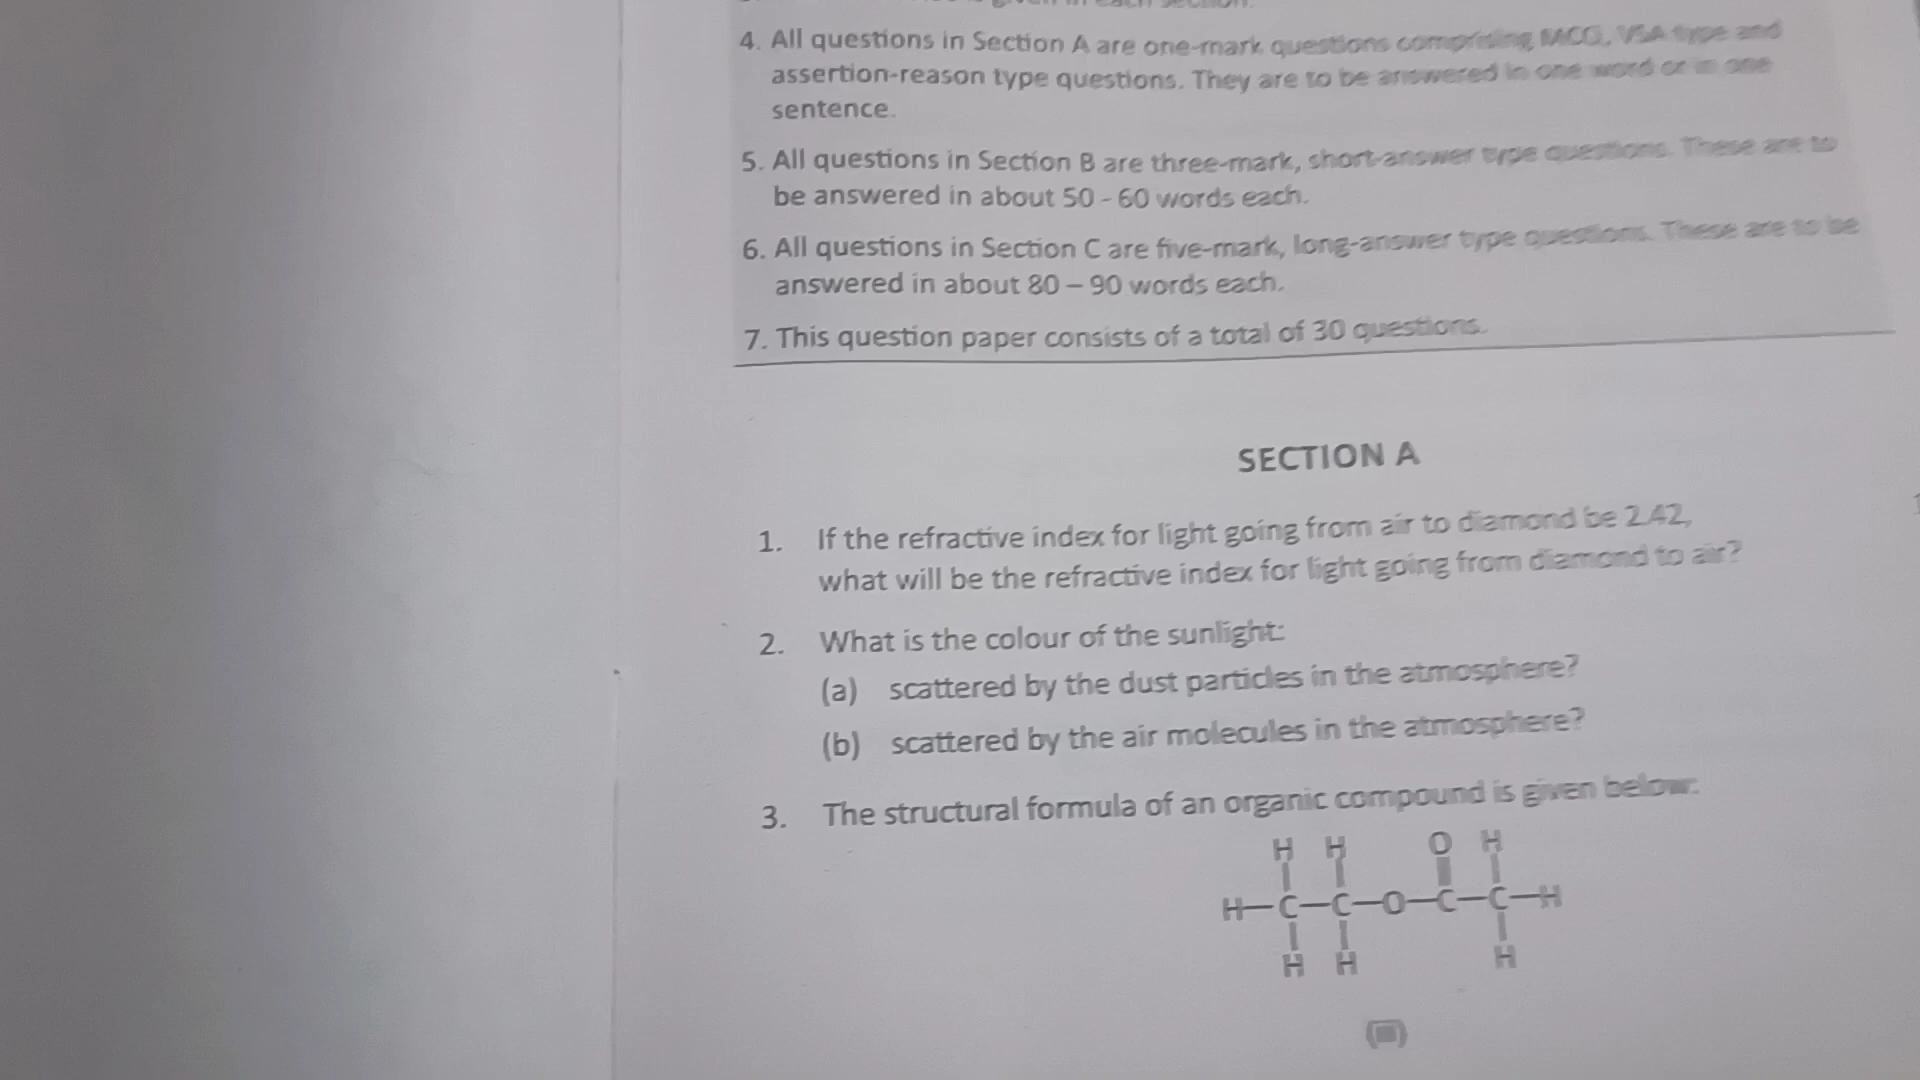 4. All questions in Section A are one-mark questions comprising MCQ, VSA type and
assertion-reason type questions. They are to be answered in one word or in one
sentence.
5. All questions in Section B are three-mark, short-answer type questions. These are to
be answered in about 50 - 60 words each.
6. All questions in Section C are five-mark, long-answer type questions. These are to be
answered in about 80 – 90 words each.
7. This question paper consists of a total of 30 questions.
SECTION A
1. If the refractive index for light going from air to diamond be 2.42,
what will be the refractive index for light going from diamond to air?
2. What is the colour of the sunlight:
(a) scattered by the dust particles in the atmosphere?
(b) scattered by the air molecules in the atmosphere?
3. The structural formula of an organic compound is given below:
H H O H
H—C—C—O—C—C—H
H H H